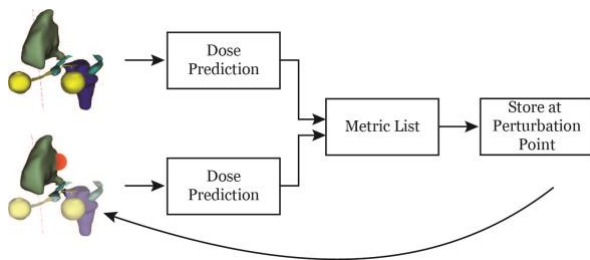 Dose
Prediction
Metric List
Store at
Perturbation
Point
Dose
Prediction